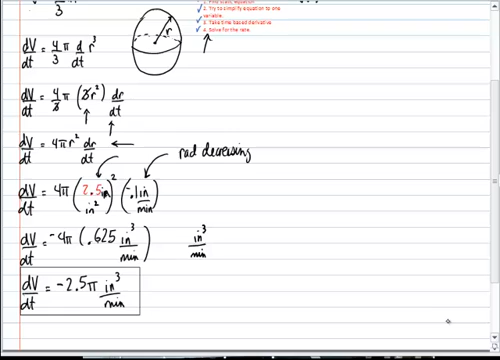 3
1. Find static equation
2. Try to simplify equation to one
variable.
3. Take time based derivative
4. Solve for the rate
r
dV/dt = 4/3 π d/dt r³
dV/dt = 4/3 π (3r²) dr/dt
dV/dt = 4πr² dr/dt ←
rad decreasing
dV/dt = 4π (2.5in)² (-.1 in/min)
in²
dV/dt = -4π (.625 in³/min) in³/min
dV/dt = -2.5π in³/min